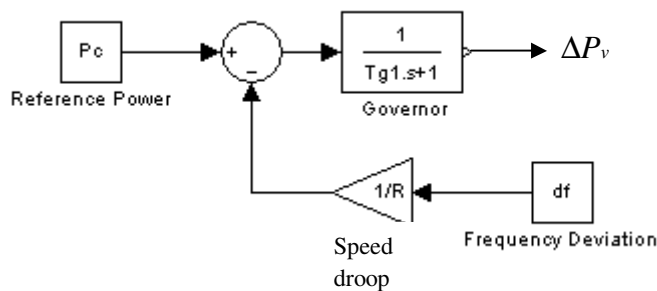 Pc
+
−
1
Tg1.s+1
ΔPv
Reference Power
Governor
1/R
df
Speed
droop
Frequency Deviation